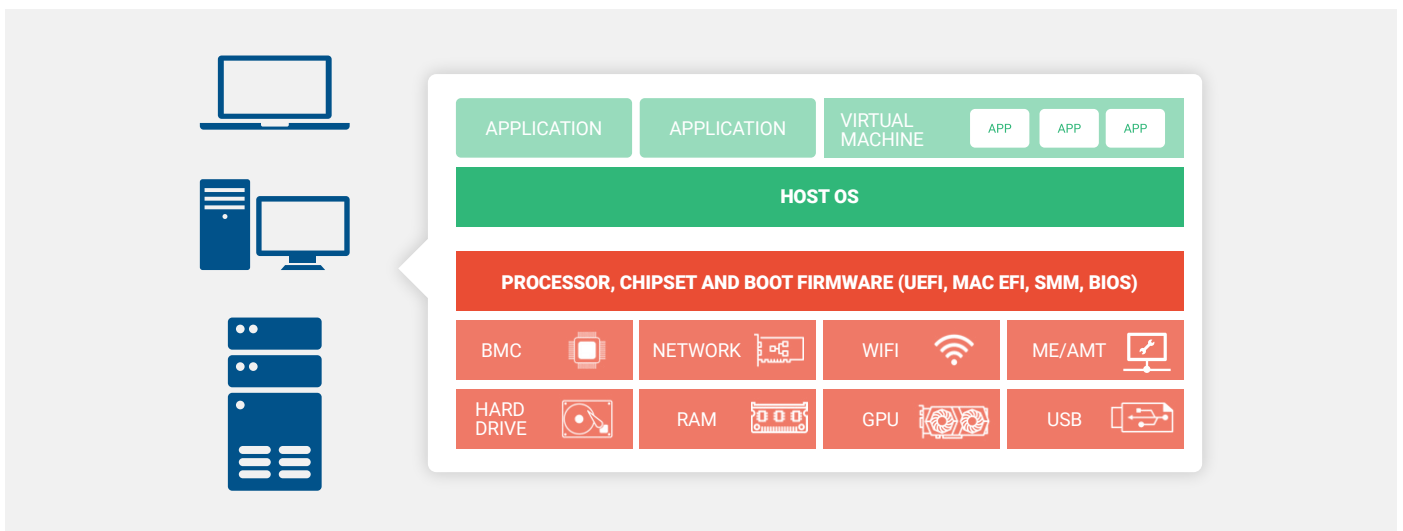 APPLICATION
APPLICATION
VIRTUAL
MACHINE
APP
APP
APP
HOST OS
PROCESSOR, CHIPSET AND BOOT FIRMWARE (UEFI, MAC EFI, SMM, BIOS)
BMC
NETWORK
WIFI
ME/AMT
HARD
DRIVE
RAM
GPU
USB